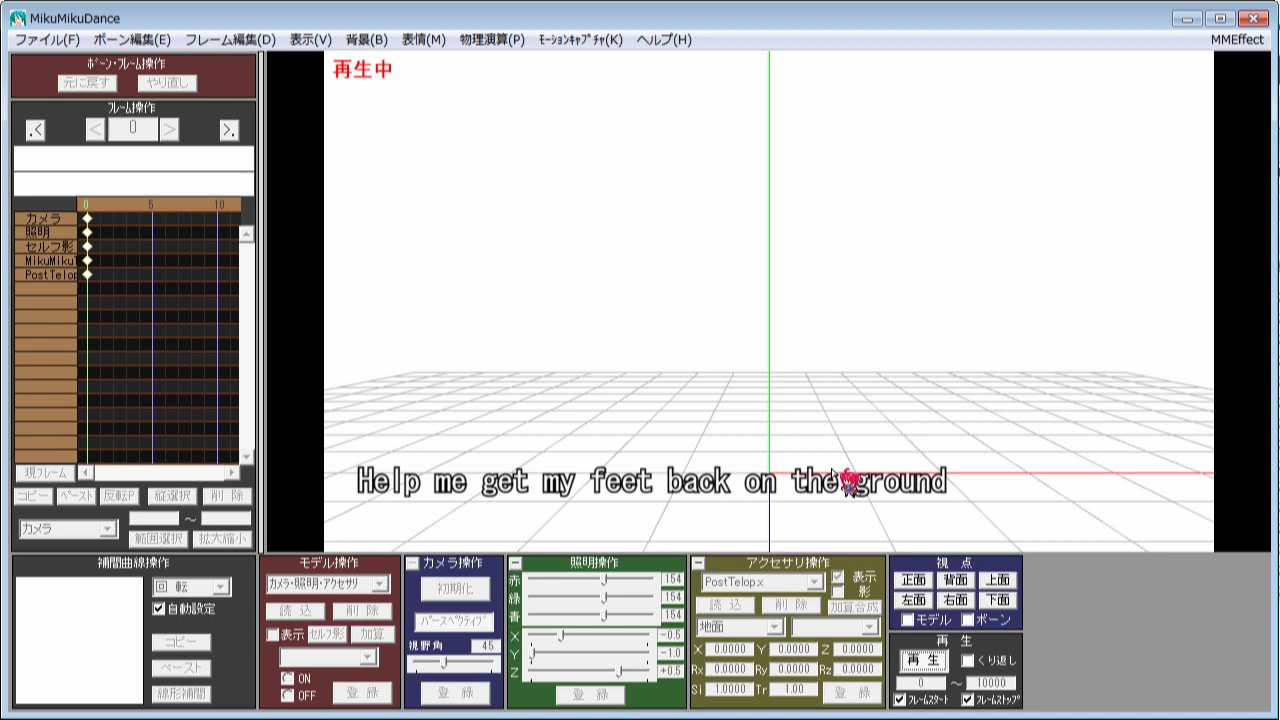 MikuMikuDance
ファイル(F) ボーン編集(E) フレーム編集(D) 表示(V) 背景(B) 表情(M) 物理演算(P) ﾓｰｼｮﾝｷｬﾌﾟﾁｬ(K) ヘルプ(H) MMEffect
ﾎﾞｰﾝ・ﾌﾚｰﾑ操作
元に戻す やり直し
ﾌﾚｰﾑ操作
.< < 0 > >.
0 5 10
カメラ
照明
セルフ影
MikuMiku
PostTelop
現フレーム
コピー ﾍﾟｰｽﾄ 反転P 縦選択 削 除
カメラ ～
範囲選択 拡大縮小
再生中
Help me get my feet back on the ground
補間曲線操作
回 転
自動設定
コピー
ペースト
線形補間
モデル操作
ｶﾒﾗ・照明・ｱｸｾｻﾘ
読 込 削 除
表示 ｾﾙﾌ影 加算
ON
OFF 登 録
カメラ操作
初期化
ﾊﾟｰｽﾍﾟｸﾃｨﾌﾞ
視野角 45
登 録
照明操作
赤 154
緑 154
青 154
X -0.5
Y -1.0
Z +0.5
登 録
アクセサリ操作
PostTelop.x 表示
影
読 込 削 除 加算合成
地面
X 0.0000 Y 0.0000 Z 0.0000
Rx 0.0000 Ry 0.0000 Rz 0.0000
Si 1.0000 Tr 1.00 登 録
視 点
正面 背面 上面
左面 右面 下面
モデル ボーン
再 生
再 生 くり返し
0 ～ 10000
ﾌﾚｰﾑｽﾀｰﾄ ﾌﾚｰﾑｽﾄｯﾌﾟ